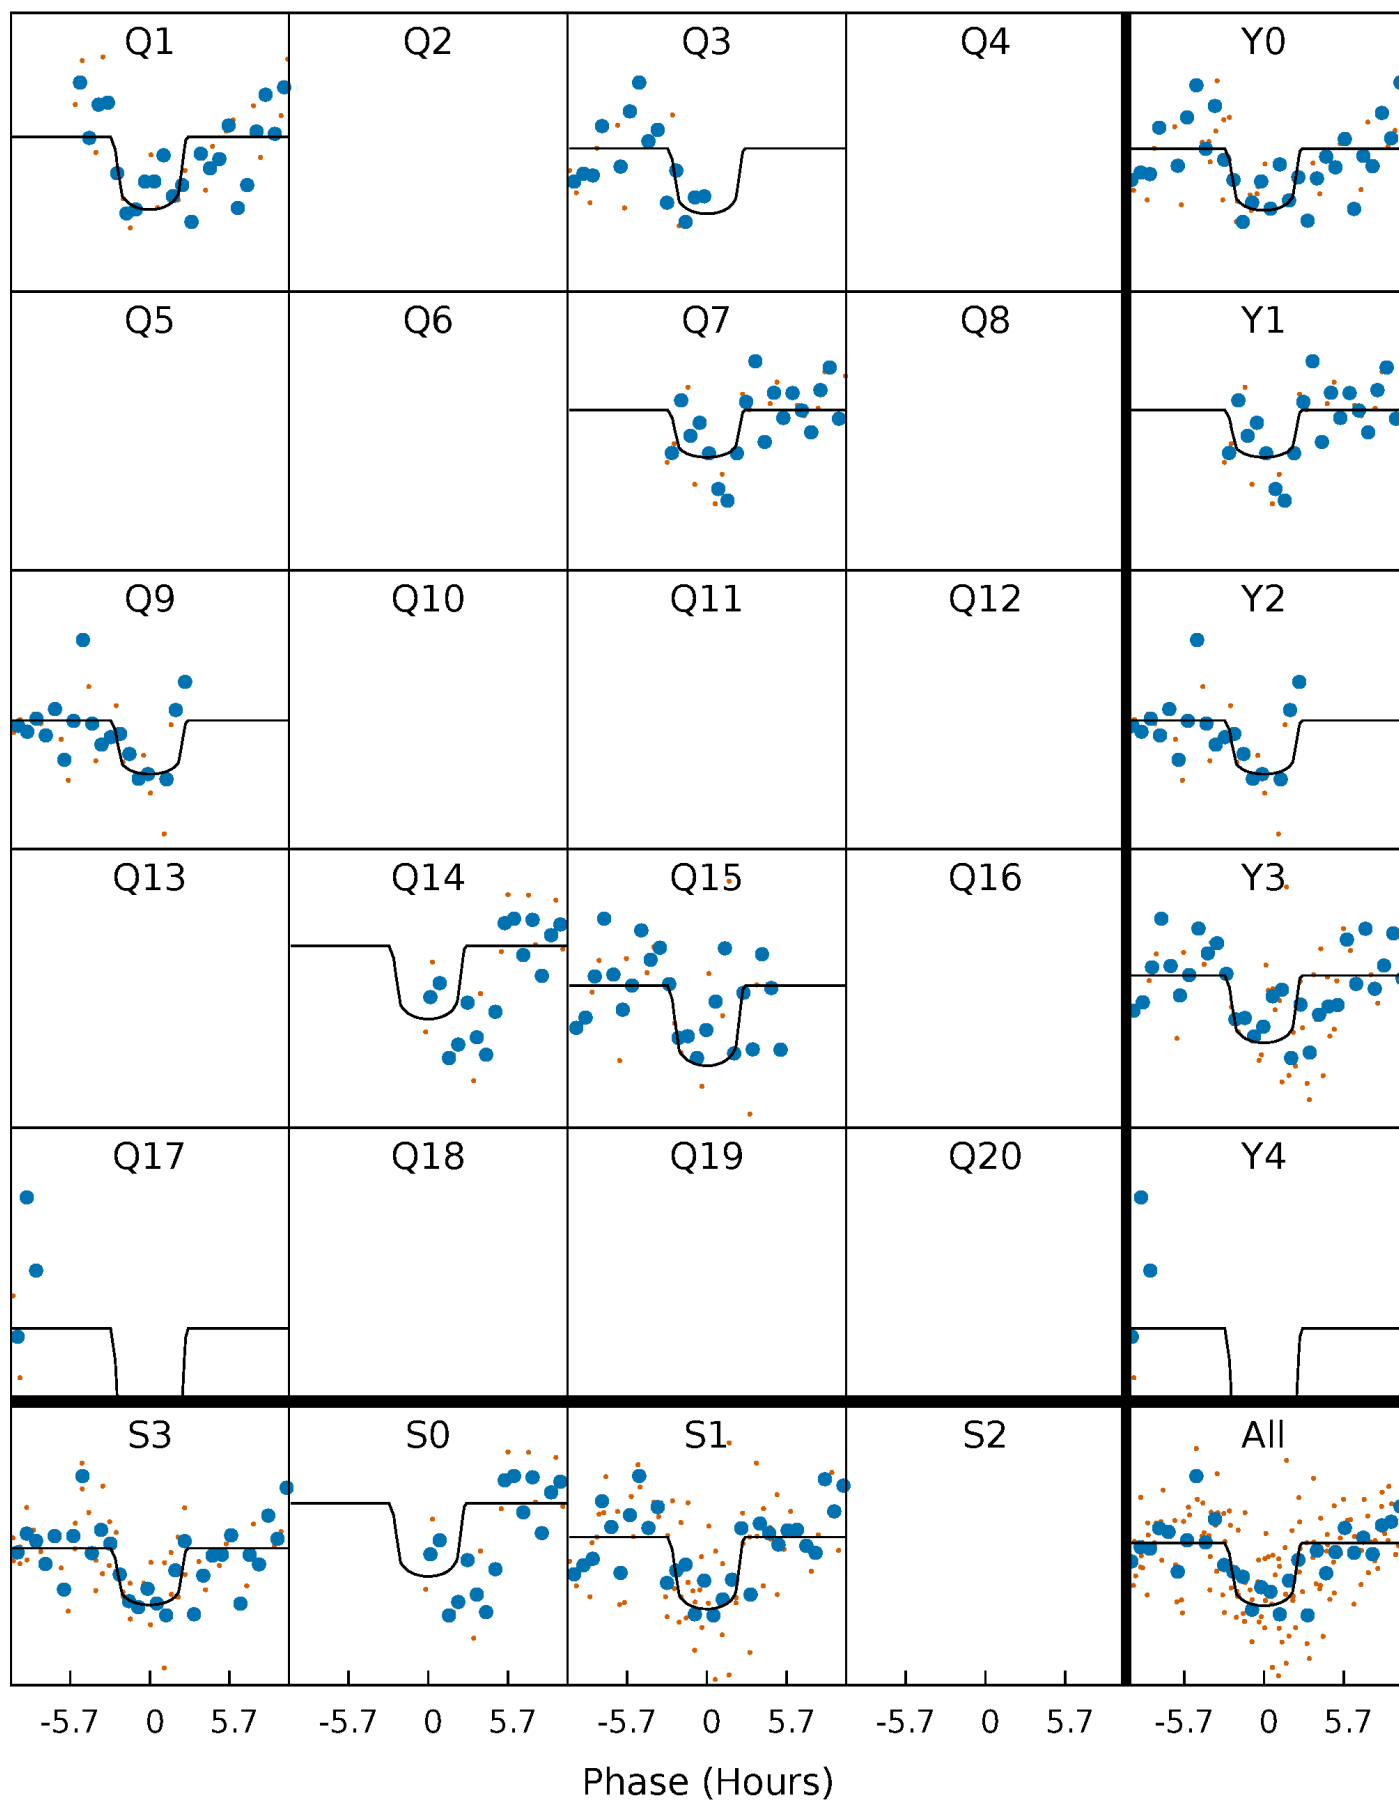 Q1 Q2 Q3 Q4 Y0
Q5 Q6 Q7 Q8 Y1
Q9 Q10 Q11 Q12 Y2
Q13 Q14 Q15 Q16 Y3
Q17 Q18 Q19 Q20 Y4
S3 S0 S1 S2 All
-5.7 0 5.7 -5.7 0 5.7 -5.7 0 5.7 -5.7 0 5.7 -5.7 0 5.7
Phase (Hours)